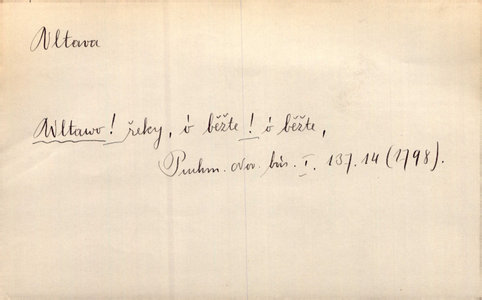 Vltava
Wltawo! řeky, ó běžte! ó běžte,
Puchm. Nov. bás. I. 137.14 (1798).